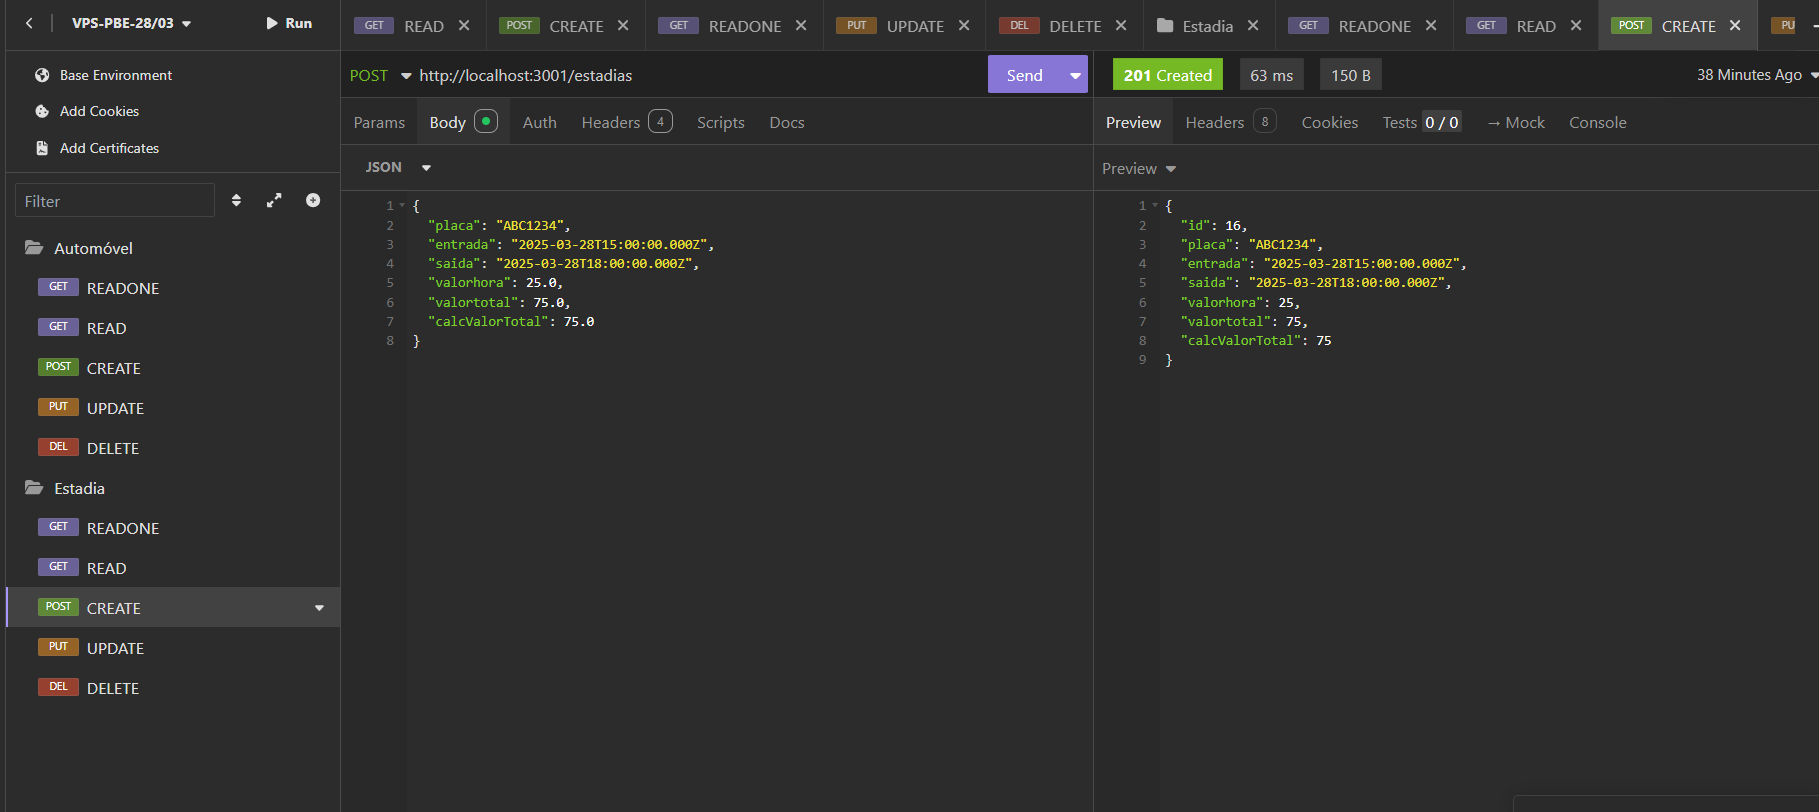 VPS-PBE-28/03
Run
Base Environment
Add Cookies
Add Certificates
Filter
Automóvel
GET READONE
GET READ
POST CREATE
PUT UPDATE
DEL DELETE
Estadia
GET READONE
GET READ
POST CREATE
PUT UPDATE
DEL DELETE
GET READ POST CREATE GET READONE PUT UPDATE DEL DELETE Estadia GET READONE GET READ POST CREATE PU
POST http://localhost:3001/estadias Send
Params Body Auth Headers 4 Scripts Docs
JSON
1 {
2 "placa": "ABC1234",
3 "entrada": "2025-03-28T15:00:00.000Z",
4 "saida": "2025-03-28T18:00:00.000Z",
5 "valorhora": 25.0,
6 "valortotal": 75.0,
7 "calcValorTotal": 75.0
8 }
201 Created 63 ms 150 B 38 Minutes Ago
Preview Headers 8 Cookies Tests 0 / 0 → Mock Console
Preview
1 {
2 "id": 16,
3 "placa": "ABC1234",
4 "entrada": "2025-03-28T15:00:00.000Z",
5 "saida": "2025-03-28T18:00:00.000Z",
6 "valorhora": 25,
7 "valortotal": 75,
8 "calcValorTotal": 75
9 }